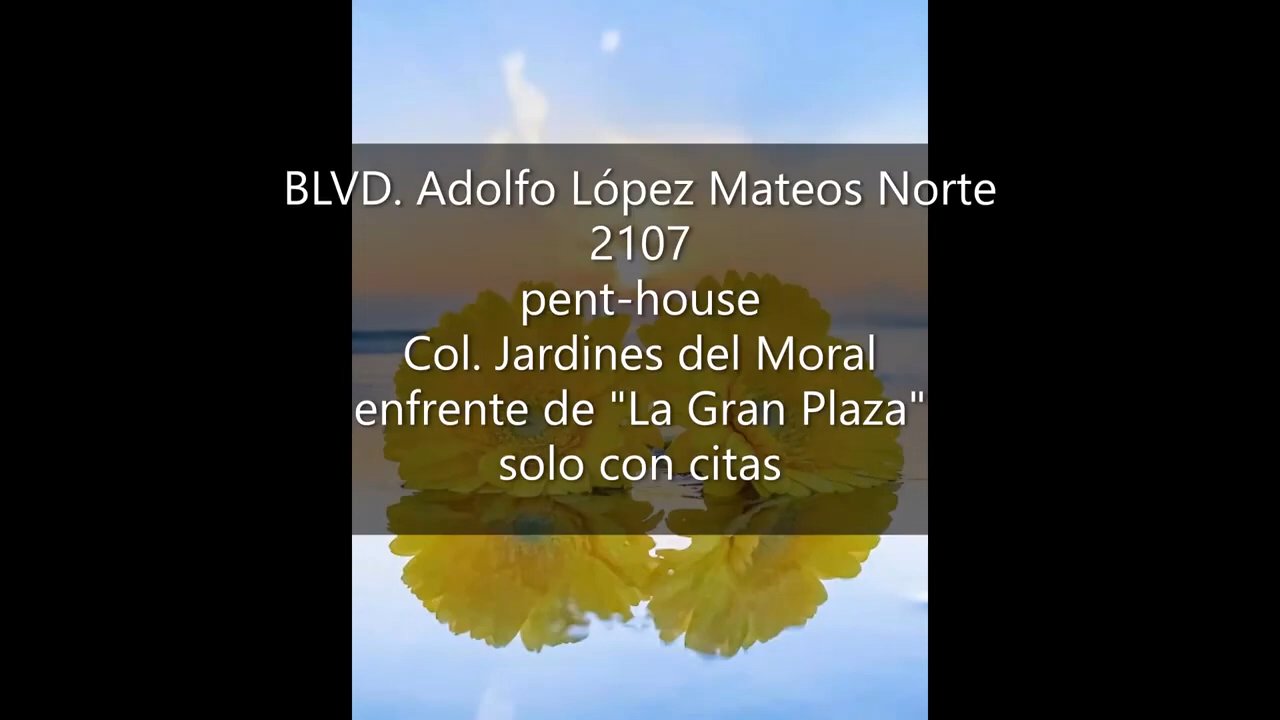 BLVD. Adolfo López Mateos Norte
2107
pent-house
Col. Jardines del Moral
enfrente de "La Gran Plaza"
solo con citas